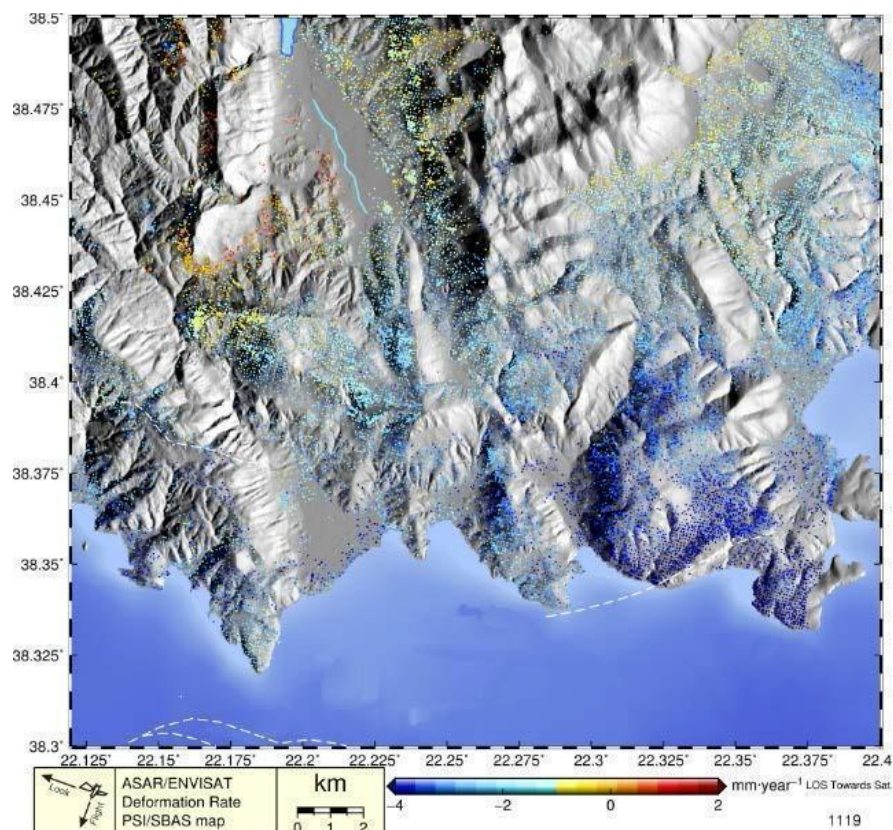 38.5°
38.475°
38.45°
38.425°
38.4°
38.375°
38.35°
38.325°
38.3°
22.125° 22.15° 22.175° 22.2° 22.225° 22.25° 22.275° 22.3° 22.325° 22.35° 22.375° 22.4°
Look
Flight
ASAR/ENVISAT
Deformation Rate
PSI/SBAS map
km
0 1 2
-4 -2 0 2
mm·year⁻¹ LOS Towards Sat.
1119